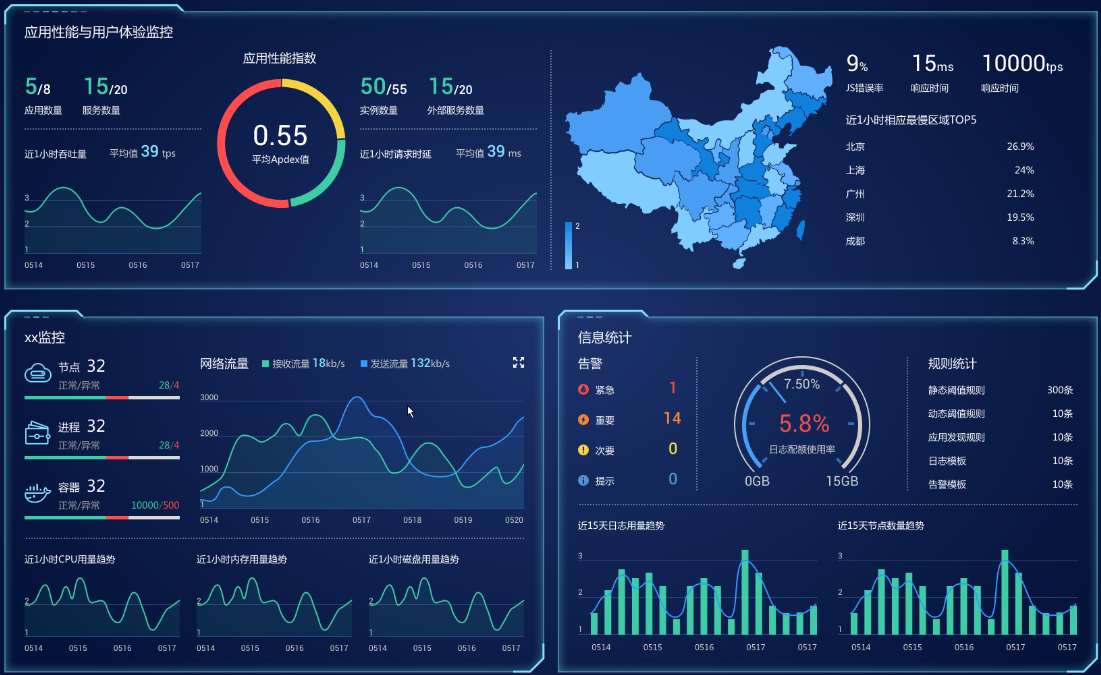 应用性能与用户体验监控
5/8
应用数量
15/20
服务数量
近1小时吞吐量 平均值 39 tps
3
2
1
0514 0515 0516 0517
应用性能指数
0.55
平均Apdex值
50/55
实例数量
15/20
外部服务数量
近1小时请求时延 平均值 39 ms
3
2
1
0514 0515 0516 0517
2
1
9%
JS错误率
15ms
响应时间
10000tps
响应时间
近1小时相应最慢区域TOP5
北京 26.9%
上海 24%
广州 21.2%
深圳 19.5%
成都 8.3%
xx监控
节点 32
正常/异常 28/4
进程 32
正常/异常 28/4
容器 32
正常/异常 10000/500
网络流量 接收流量 18kb/s 发送流量 132kb/s
3000
2000
1000
1
0514 0515 0516 0517 0518 0519 0520
近1小时CPU用量趋势
2
1
0514 0515 0516 0517
近1小时内存用量趋势
2
1
0514 0515 0516 0517
近1小时磁盘用量趋势
2
1
0514 0515 0516 0517
信息统计
告警
紧急 1
重要 14
次要 0
提示 0
7.50%
5.8%
日志配额使用率
0GB 15GB
规则统计
静态阈值规则 300条
动态阈值规则 10条
应用发现规则 10条
日志模板 10条
告警模板 10条
近15天日志用量趋势
3
2
1
0514 0515 0516 0517 0517
近15天节点数量趋势
3
2
1
0514 0515 0516 0517 0517